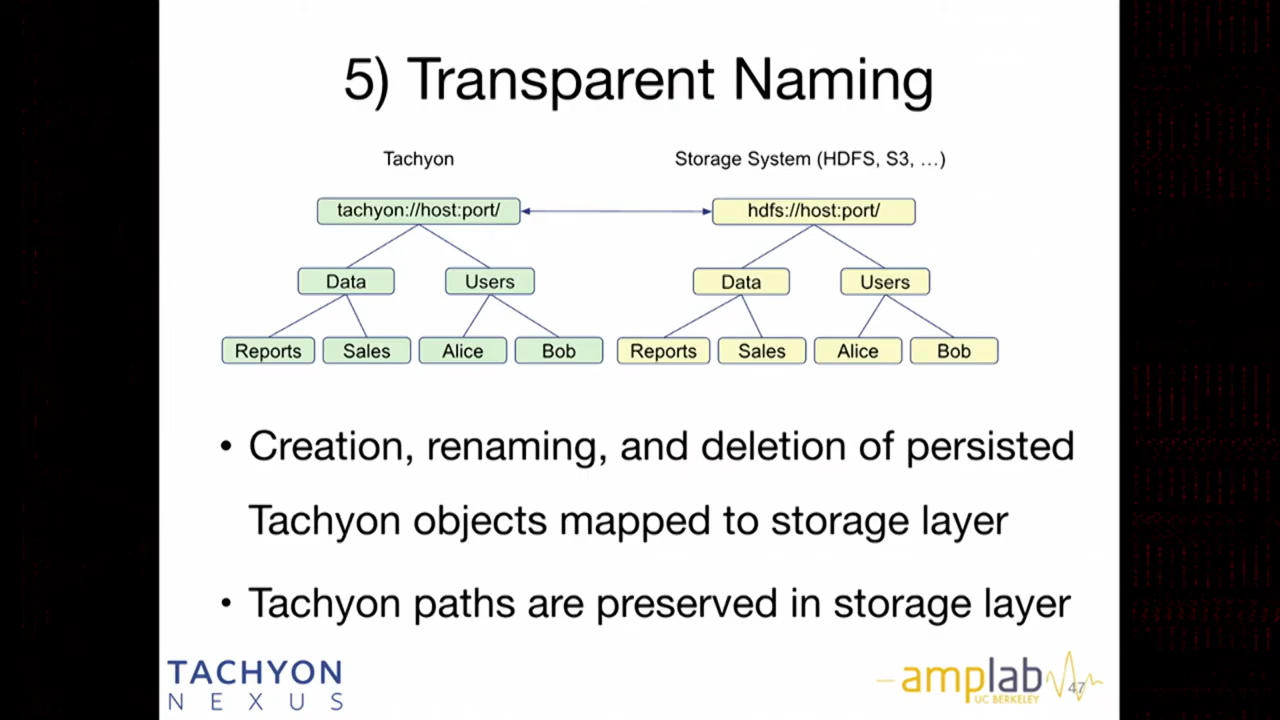 5) Transparent Naming
Tachyon
Storage System (HDFS, S3, …)
tachyon://host:port/
hdfs://host:port/
Data
Users
Data
Users
Reports
Sales
Alice
Bob
Reports
Sales
Alice
Bob
• Creation, renaming, and deletion of persisted
Tachyon objects mapped to storage layer
• Tachyon paths are preserved in storage layer
TACHYON
NEXUS
amplab
UC BERKELEY
47